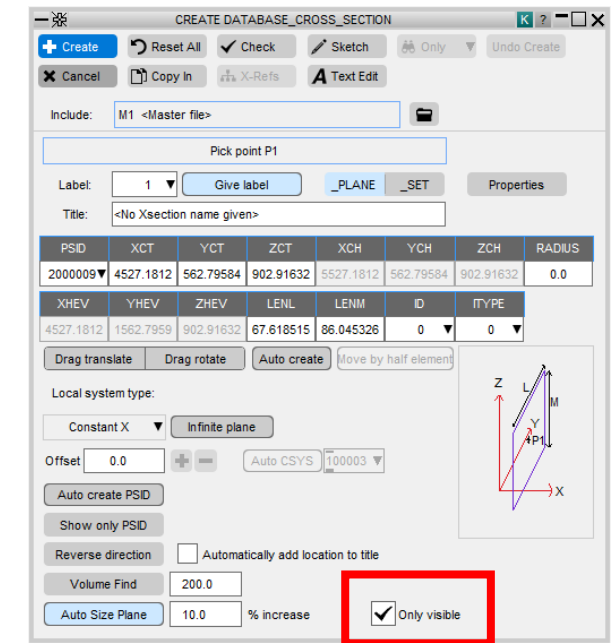 CREATE DATABASE_CROSS_SECTION K ?
Create Reset All Check Sketch Only Undo Create
Cancel Copy In X-Refs A Text Edit
Include: M1 <Master file>
Pick point P1
Label: 1 Give label _PLANE _SET Properties
Title: <No Xsection name given>
PSID XCT YCT ZCT XCH YCH ZCH RADIUS
2000009 4527.1812 562.79584 902.91632 5527.1812 562.79584 902.91632 0.0
XHEV YHEV ZHEV LENL LENM ID ITYPE
4527.1812 1562.7959 902.91632 67.618515 86.045326 0 0
Drag translate Drag rotate Auto create Move by half element
Local system type:
Constant X Infinite plane
Offset 0.0 Auto CSYS 100003
Auto create PSID
Show only PSID
Reverse direction Automatically add location to title
Volume Find 200.0
Auto Size Plane 10.0 % increase Only visible
Z L
M
Y
P1
X